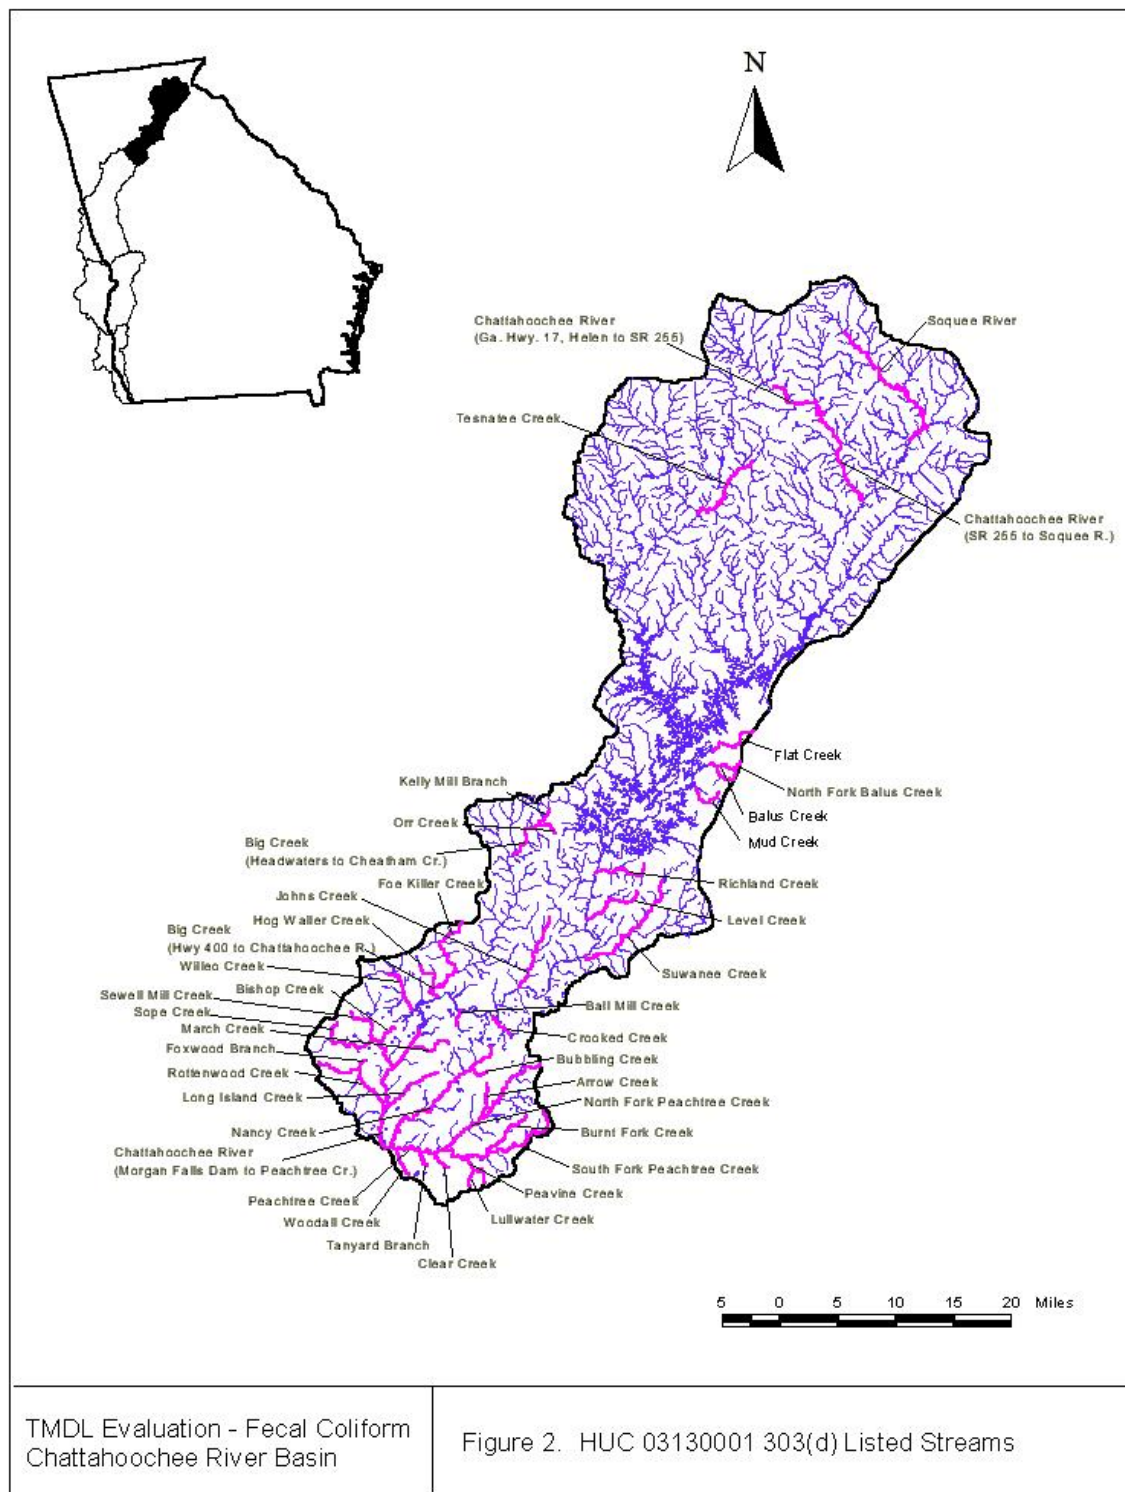 N
Chattahoochee River
(Ga. Hwy. 17, Helen to SR 255)
Soquee River
Tesnatee Creek
Chattahoochee River
(SR 255 to Soquee R.)
Flat Creek
North Fork Balus Creek
Balus Creek
Mud Creek
Kelly Mill Branch
Orr Creek
Big Creek
(Headwaters to Cheatham Cr.)
Foe Killer Creek
Johns Creek
Hog Waller Creek
Big Creek
(Hwy 400 to Chattahoochee R.)
Willeo Creek
Bishop Creek
Sewell Mill Creek
Sope Creek
March Creek
Foxwood Branch
Rottenwood Creek
Long Island Creek
Nancy Creek
Chattahoochee River
(Morgan Falls Dam to Peachtree Cr.)
Peachtree Creek
Woodall Creek
Tanyard Branch
Clear Creek
Richland Creek
Level Creek
Suwanee Creek
Ball Mill Creek
Crooked Creek
Bubbling Creek
Arrow Creek
North Fork Peachtree Creek
Burnt Fork Creek
South Fork Peachtree Creek
Peavine Creek
Lullwater Creek
5 0 5 10 15 20 Miles
TMDL Evaluation - Fecal Coliform
Chattahoochee River Basin
Figure 2. HUC 03130001 303(d) Listed Streams